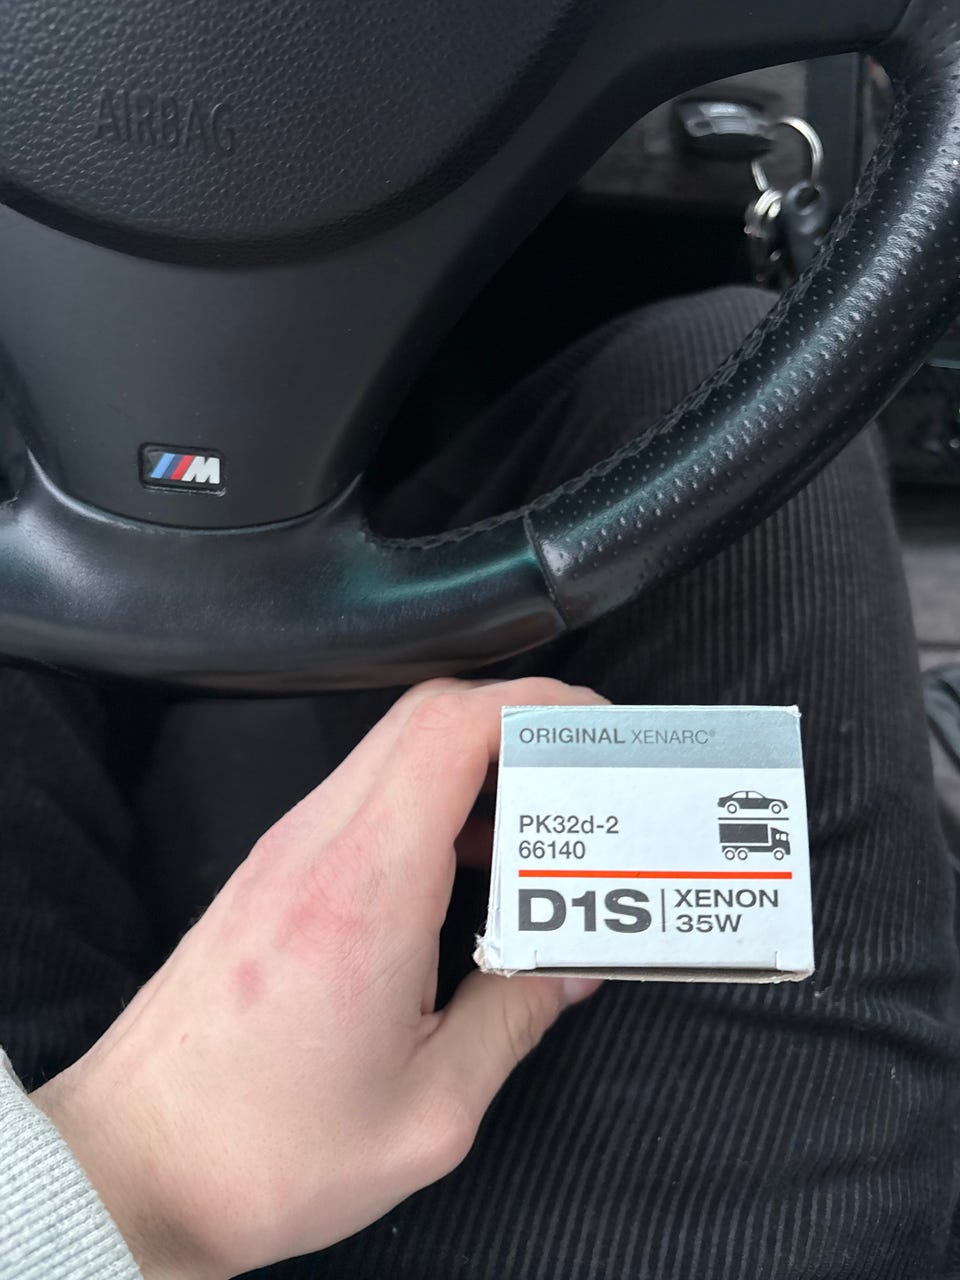 AIRBAG
M
ORIGINAL XENARC®
PK32d-2
66140
D1S
XENON
35W